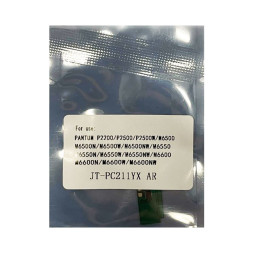 For use:
PANTUM P2200/P2500/P2500W/M6500
M6500N/M6500W/M6500NW/M6550
M6550N/M6550W/M6550NW/M6600
M6600N/M6600W/M6600NW
JT-PC211YX AR